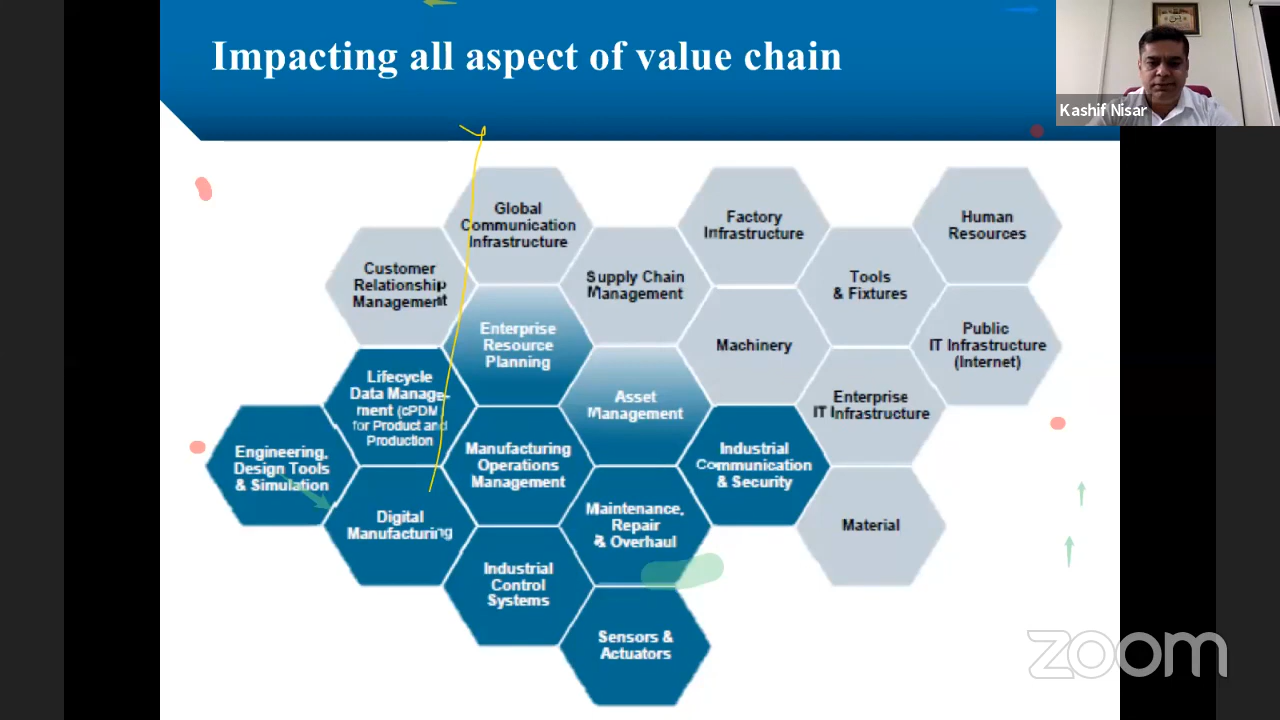 Impacting all aspect of value chain
Kashif Nisar
Global
Communication
Infrastructure
Factory
Infrastructure
Human
Resources
Customer
Relationship
Management
Supply Chain
Management
Tools
& Fixtures
Enterprise
Resource
Planning
Machinery
Public
IT Infrastructure
(Internet)
Lifecycle
Data Manage-
ment (cPDM
for Product and
Production
Asset
Management
Enterprise
IT Infrastructure
Engineering,
Design Tools
& Simulation
Manufacturing
Operations
Management
Industrial
Communication
& Security
Digital
Manufacturing
Maintenance,
Repair
& Overhaul
Material
Industrial
Control
Systems
Sensors &
Actuators
zoom